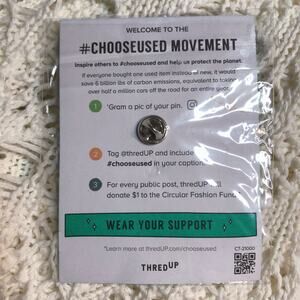 WELCOME TO THE
#CHOOSEUSED MOVEMENT
Inspire others to #chooseused and help us protect the planet.
If everyone bought one used item instead of new, it would
save 6 billion lbs of carbon emissions, equivalent to taking
over half a million cars off the road for an entire year.
1 'Gram a pic of your pin.
2 Tag @thredUP and include
#chooseused in your caption
3 For every public post, thredUP will
donate $1 to the Circular Fashion Fund
WEAR YOUR SUPPORT
*Learn more at thredUP.com/chooseused
THREDUP
CT-21000